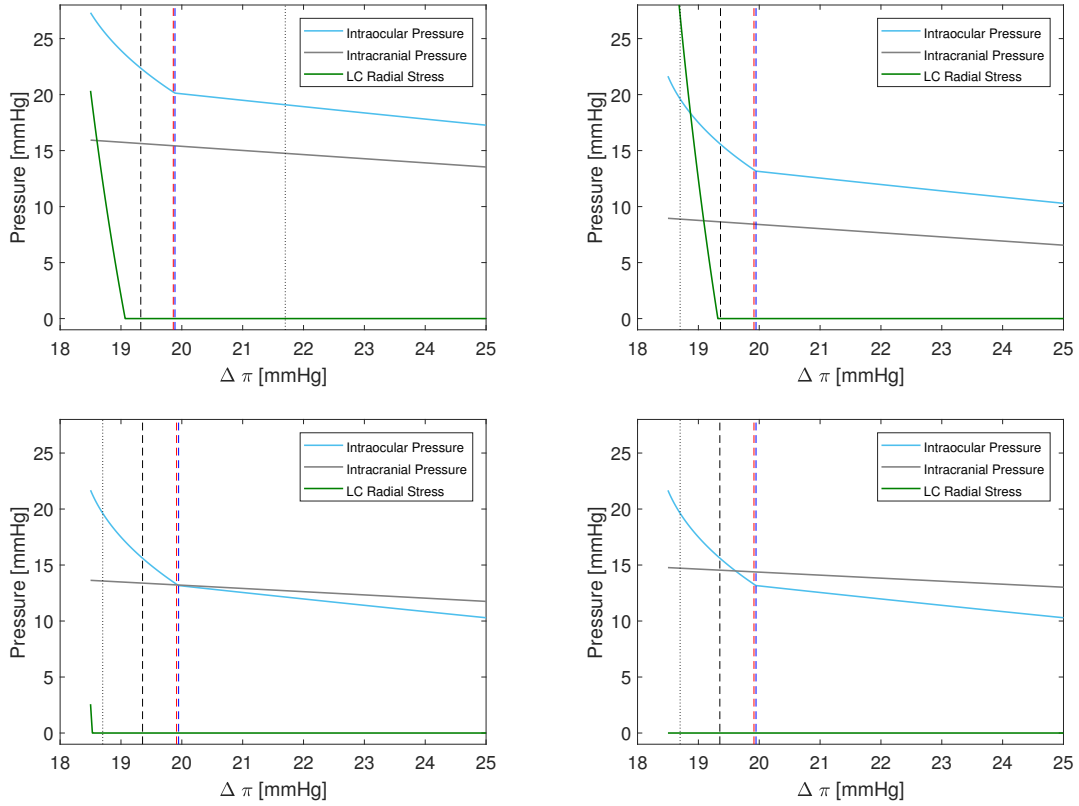 Pressure [mmHg]
25
20
15
10
5
0
Intraocular Pressure
Intracranial Pressure
LC Radial Stress
18 19 20 21 22 23 24 25
Δ π [mmHg]
Pressure [mmHg]
25
20
15
10
5
0
Intraocular Pressure
Intracranial Pressure
LC Radial Stress
18 19 20 21 22 23 24 25
Δ π [mmHg]
Pressure [mmHg]
25
20
15
10
5
0
Intraocular Pressure
Intracranial Pressure
LC Radial Stress
18 19 20 21 22 23 24 25
Δ π [mmHg]
Pressure [mmHg]
25
20
15
10
5
0
Intraocular Pressure
Intracranial Pressure
LC Radial Stress
18 19 20 21 22 23 24 25
Δ π [mmHg]